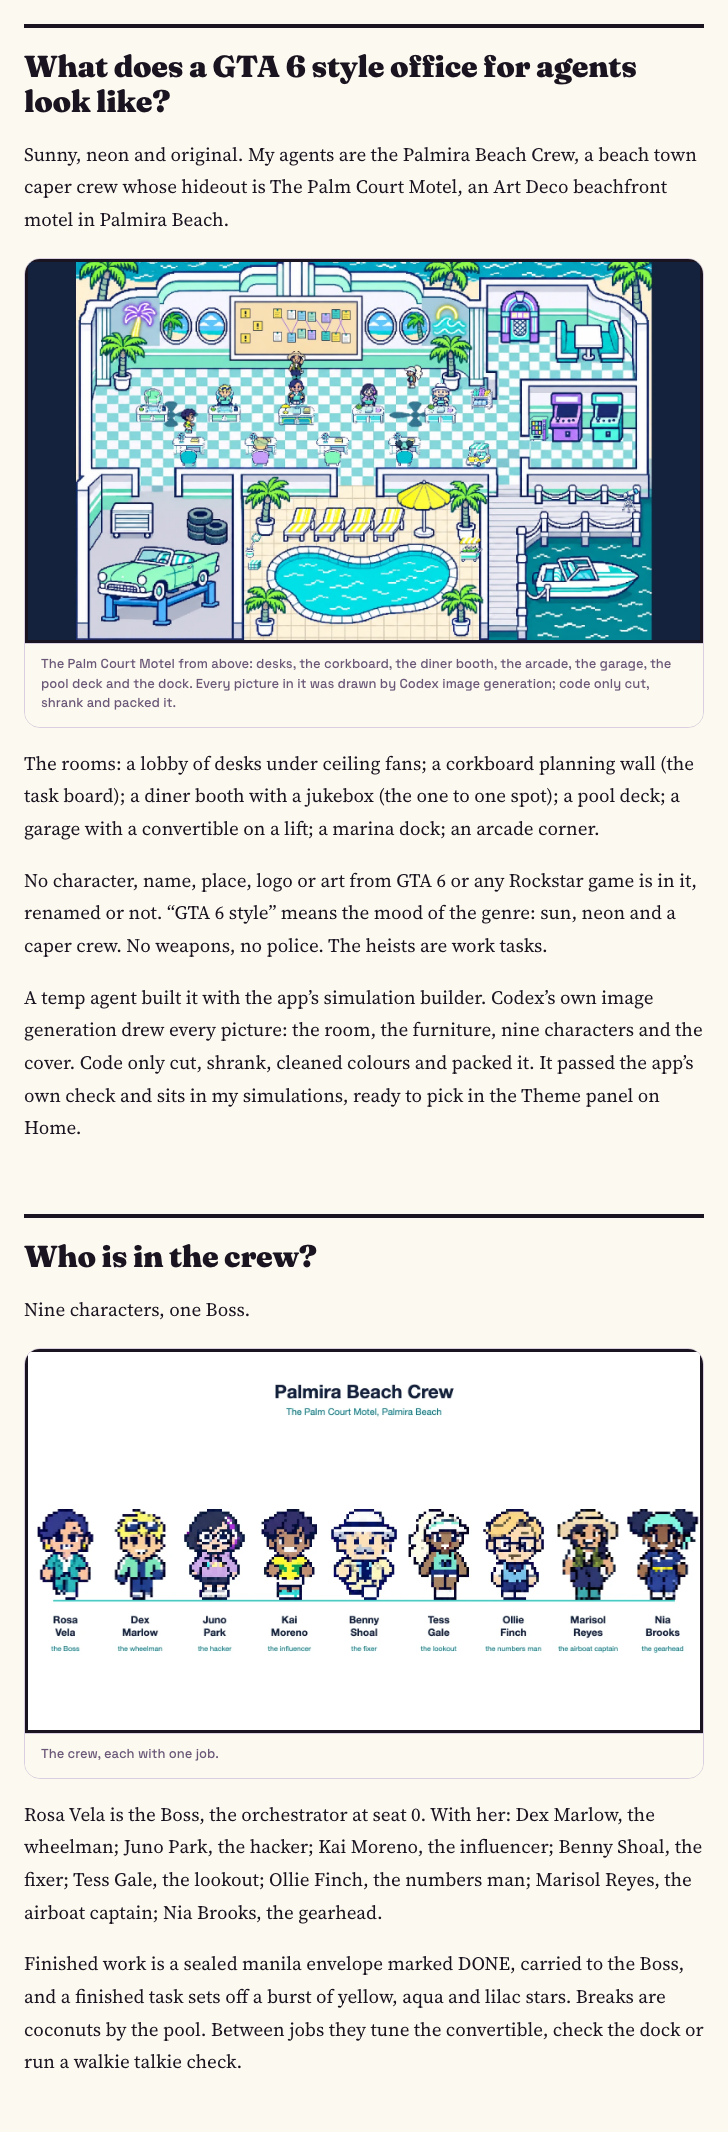 What does a GTA 6 style office for agents
look like?
Sunny, neon and original. My agents are the Palmira Beach Crew, a beach town
caper crew whose hideout is The Palm Court Motel, an Art Deco beachfront
motel in Palmira Beach.
The Palm Court Motel from above: desks, the corkboard, the diner booth, the arcade, the garage, the
pool deck and the dock. Every picture in it was drawn by Codex image generation; code only cut,
shrank and packed it.
The rooms: a lobby of desks under ceiling fans; a corkboard planning wall (the
task board); a diner booth with a jukebox (the one to one spot); a pool deck; a
garage with a convertible on a lift; a marina dock; an arcade corner.
No character, name, place, logo or art from GTA 6 or any Rockstar game is in it,
renamed or not. “GTA 6 style” means the mood of the genre: sun, neon and a
caper crew. No weapons, no police. The heists are work tasks.
A temp agent built it with the app’s simulation builder. Codex’s own image
generation drew every picture: the room, the furniture, nine characters and the
cover. Code only cut, shrank, cleaned colours and packed it. It passed the app’s
own check and sits in my simulations, ready to pick in the Theme panel on
Home.
Who is in the crew?
Nine characters, one Boss.
Palmira Beach Crew
The Palm Court Motel, Palmira Beach
Rosa Dex Juno Kai Benny Tess Ollie Marisol Nia
Vela Marlow Park Moreno Shoal Gale Finch Reyes Brooks
the Boss the wheelman the hacker the influencer the fixer the lookout the numbers man the airboat captain the gearhead
The crew, each with one job.
Rosa Vela is the Boss, the orchestrator at seat 0. With her: Dex Marlow, the
wheelman; Juno Park, the hacker; Kai Moreno, the influencer; Benny Shoal, the
fixer; Tess Gale, the lookout; Ollie Finch, the numbers man; Marisol Reyes, the
airboat captain; Nia Brooks, the gearhead.
Finished work is a sealed manila envelope marked DONE, carried to the Boss,
and a finished task sets off a burst of yellow, aqua and lilac stars. Breaks are
coconuts by the pool. Between jobs they tune the convertible, check the dock or
run a walkie talkie check.